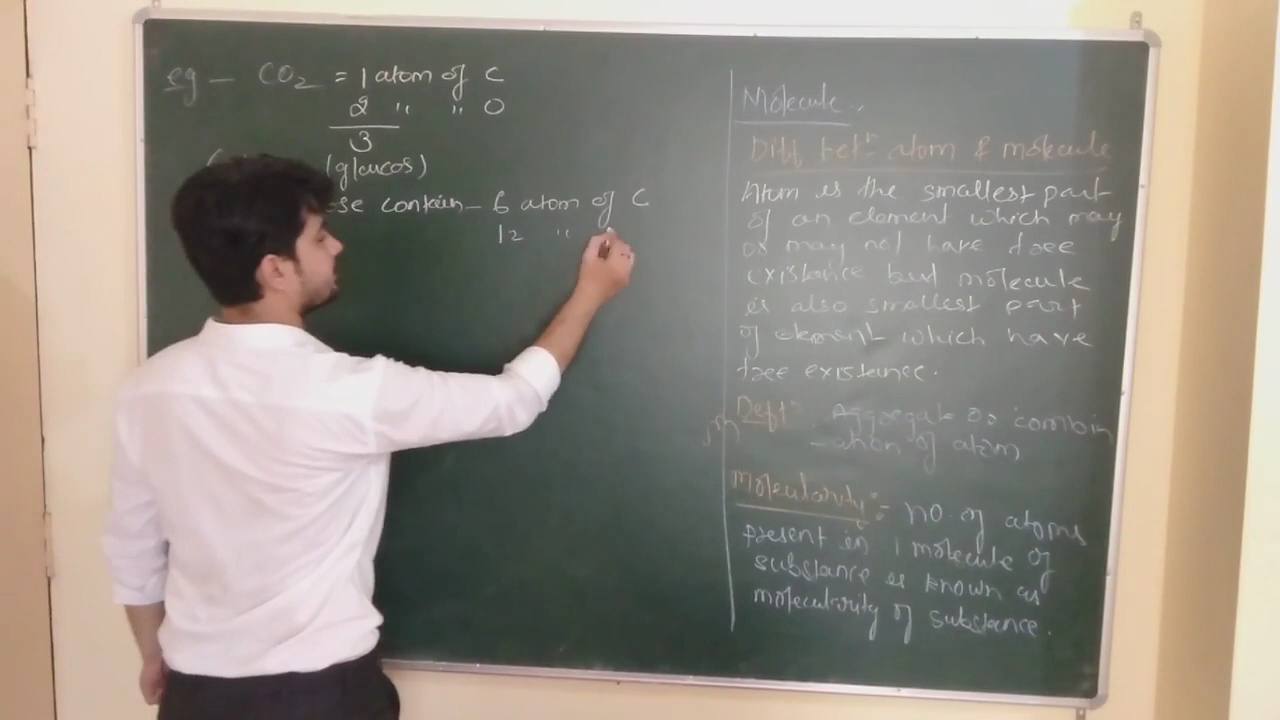 eg - CO2 = 1 atom of C
2 " " O
3
(glucos)
se contain - 6 atom of C
12 "
Molecule :-
Diff betn atom & molecule
Atom is the smallest part
of an element which may
or may not have free
existance but molecule
is also smallest part
of element which have
free existence.
Defn: Aggregate or combin
-ation of atom
Molecularity :- no. of atoms
present in 1 molecule of
substance is known as
molecularity of substance.